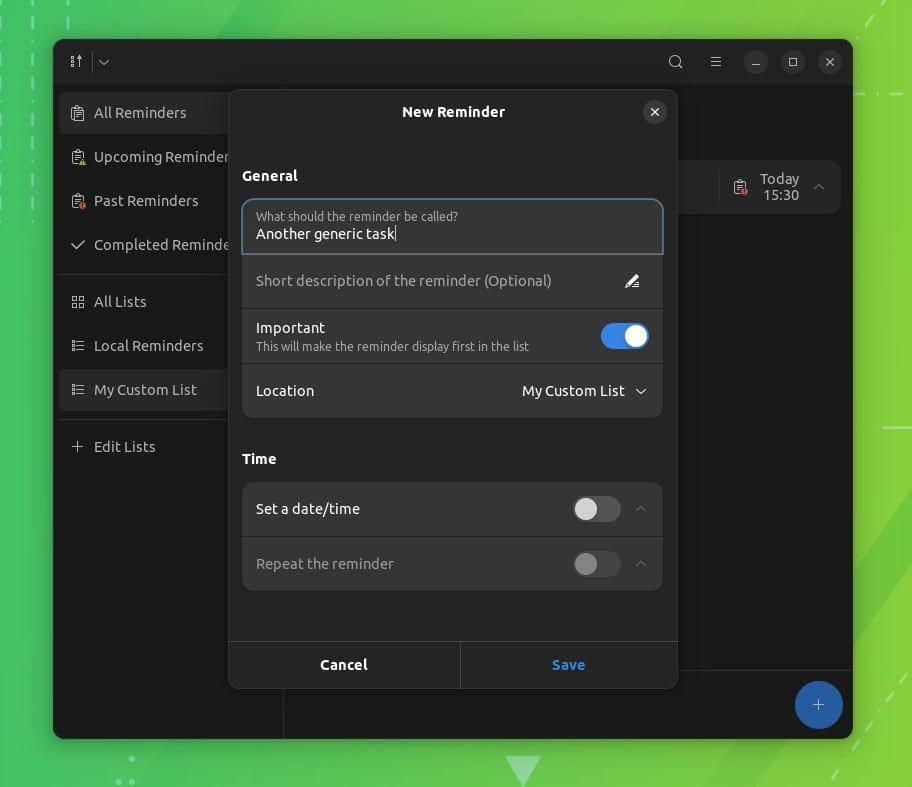 New Reminder
All Reminders
Upcoming Reminder
Past Reminders
Completed Reminde
All Lists
Local Reminders
My Custom List
Edit Lists
General
What should the reminder be called?
Another generic task
Short description of the reminder (Optional)
Important
This will make the reminder display first in the list
Location
My Custom List
Time
Set a date/time
Repeat the reminder
Cancel
Save
Today
15:30